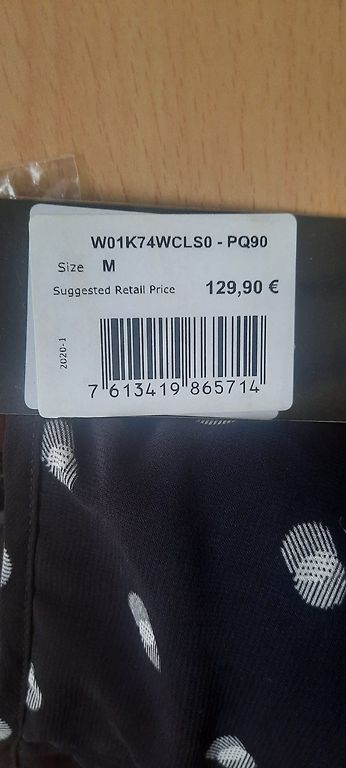 W01K74WCLS0 - PQ90
Size M
Suggested Retail Price 129,90 €
2020-1
7 613419 865714